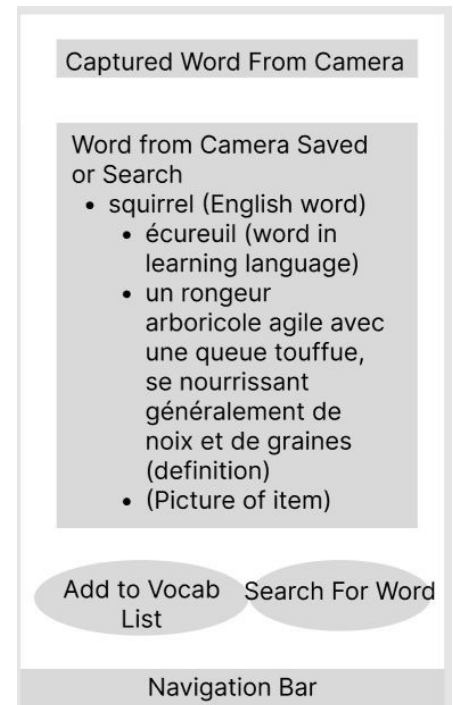 Captured Word From Camera
Word from Camera Saved
or Search
• squirrel (English word)
• écureuil (word in
learning language)
• un rongeur
arboricole agile avec
une queue touffue,
se nourrissant
généralement de
noix et de graines
(definition)
• (Picture of item)
Add to Vocab
List
Search For Word
Navigation Bar